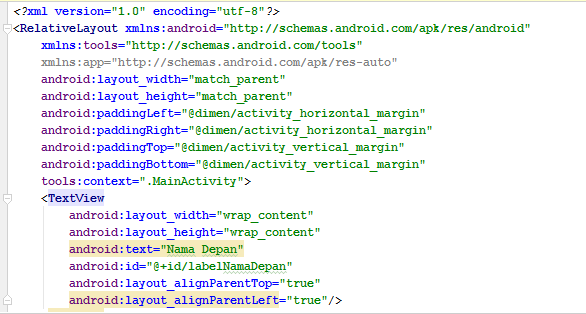 <?xml version="1.0" encoding="utf-8"?>
<RelativeLayout xmlns:android="http://schemas.android.com/apk/res/android"
xmlns:tools="http://schemas.android.com/tools"
xmlns:app="http://schemas.android.com/apk/res-auto"
android:layout_width="match_parent"
android:layout_height="match_parent"
android:paddingLeft="@dimen/activity_horizontal_margin"
android:paddingRight="@dimen/activity_horizontal_margin"
android:paddingTop="@dimen/activity_vertical_margin"
android:paddingBottom="@dimen/activity_vertical_margin"
tools:context=".MainActivity">
<TextView
android:layout_width="wrap_content"
android:layout_height="wrap_content"
android:text="Nama Depan"
android:id="@+id/labelNamaDepan"
android:layout_alignParentTop="true"
android:layout_alignParentLeft="true"/>